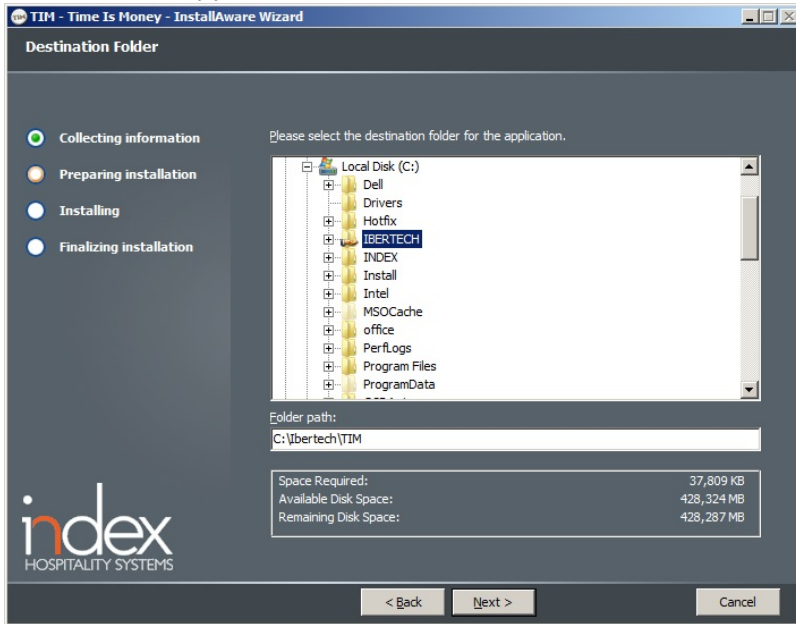 TIM - Time Is Money - InstallAware Wizard
Destination Folder
Collecting information
Preparing installation
Installing
Finalizing installation
Please select the destination folder for the application.
Local Disk (C:)
Dell
Drivers
Hotfix
IBERTECH
INDEX
Install
Intel
MSOCache
office
PerfLogs
Program Files
ProgramData
Folder path:
C:\Ibertech\TIM
Space Required: 37,809 KB
Available Disk Space: 428,324 MB
Remaining Disk Space: 428,287 MB
index
HOSPITALITY SYSTEMS
< Back Next > Cancel